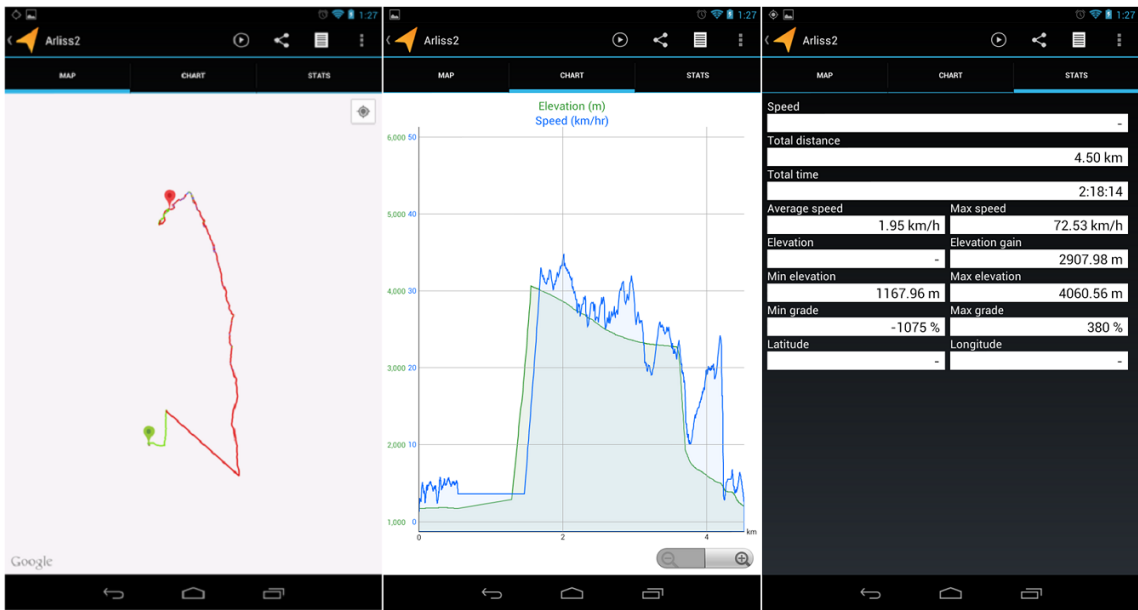 1:27
Arliss2
MAP CHART STATS
Google
1:27
Arliss2
MAP CHART STATS
Elevation (m)
Speed (km/hr)
6,000 50
5,000 40
4,000 30
3,000 20
2,000 10
1,000 0
0 2 4 km
1:27
Arliss2
MAP CHART STATS
Speed
-
Total distance
4.50 km
Total time
2:18:14
Average speed Max speed
1.95 km/h 72.53 km/h
Elevation Elevation gain
- 2907.98 m
Min elevation Max elevation
1167.96 m 4060.56 m
Min grade Max grade
-1075 % 380 %
Latitude Longitude
- -